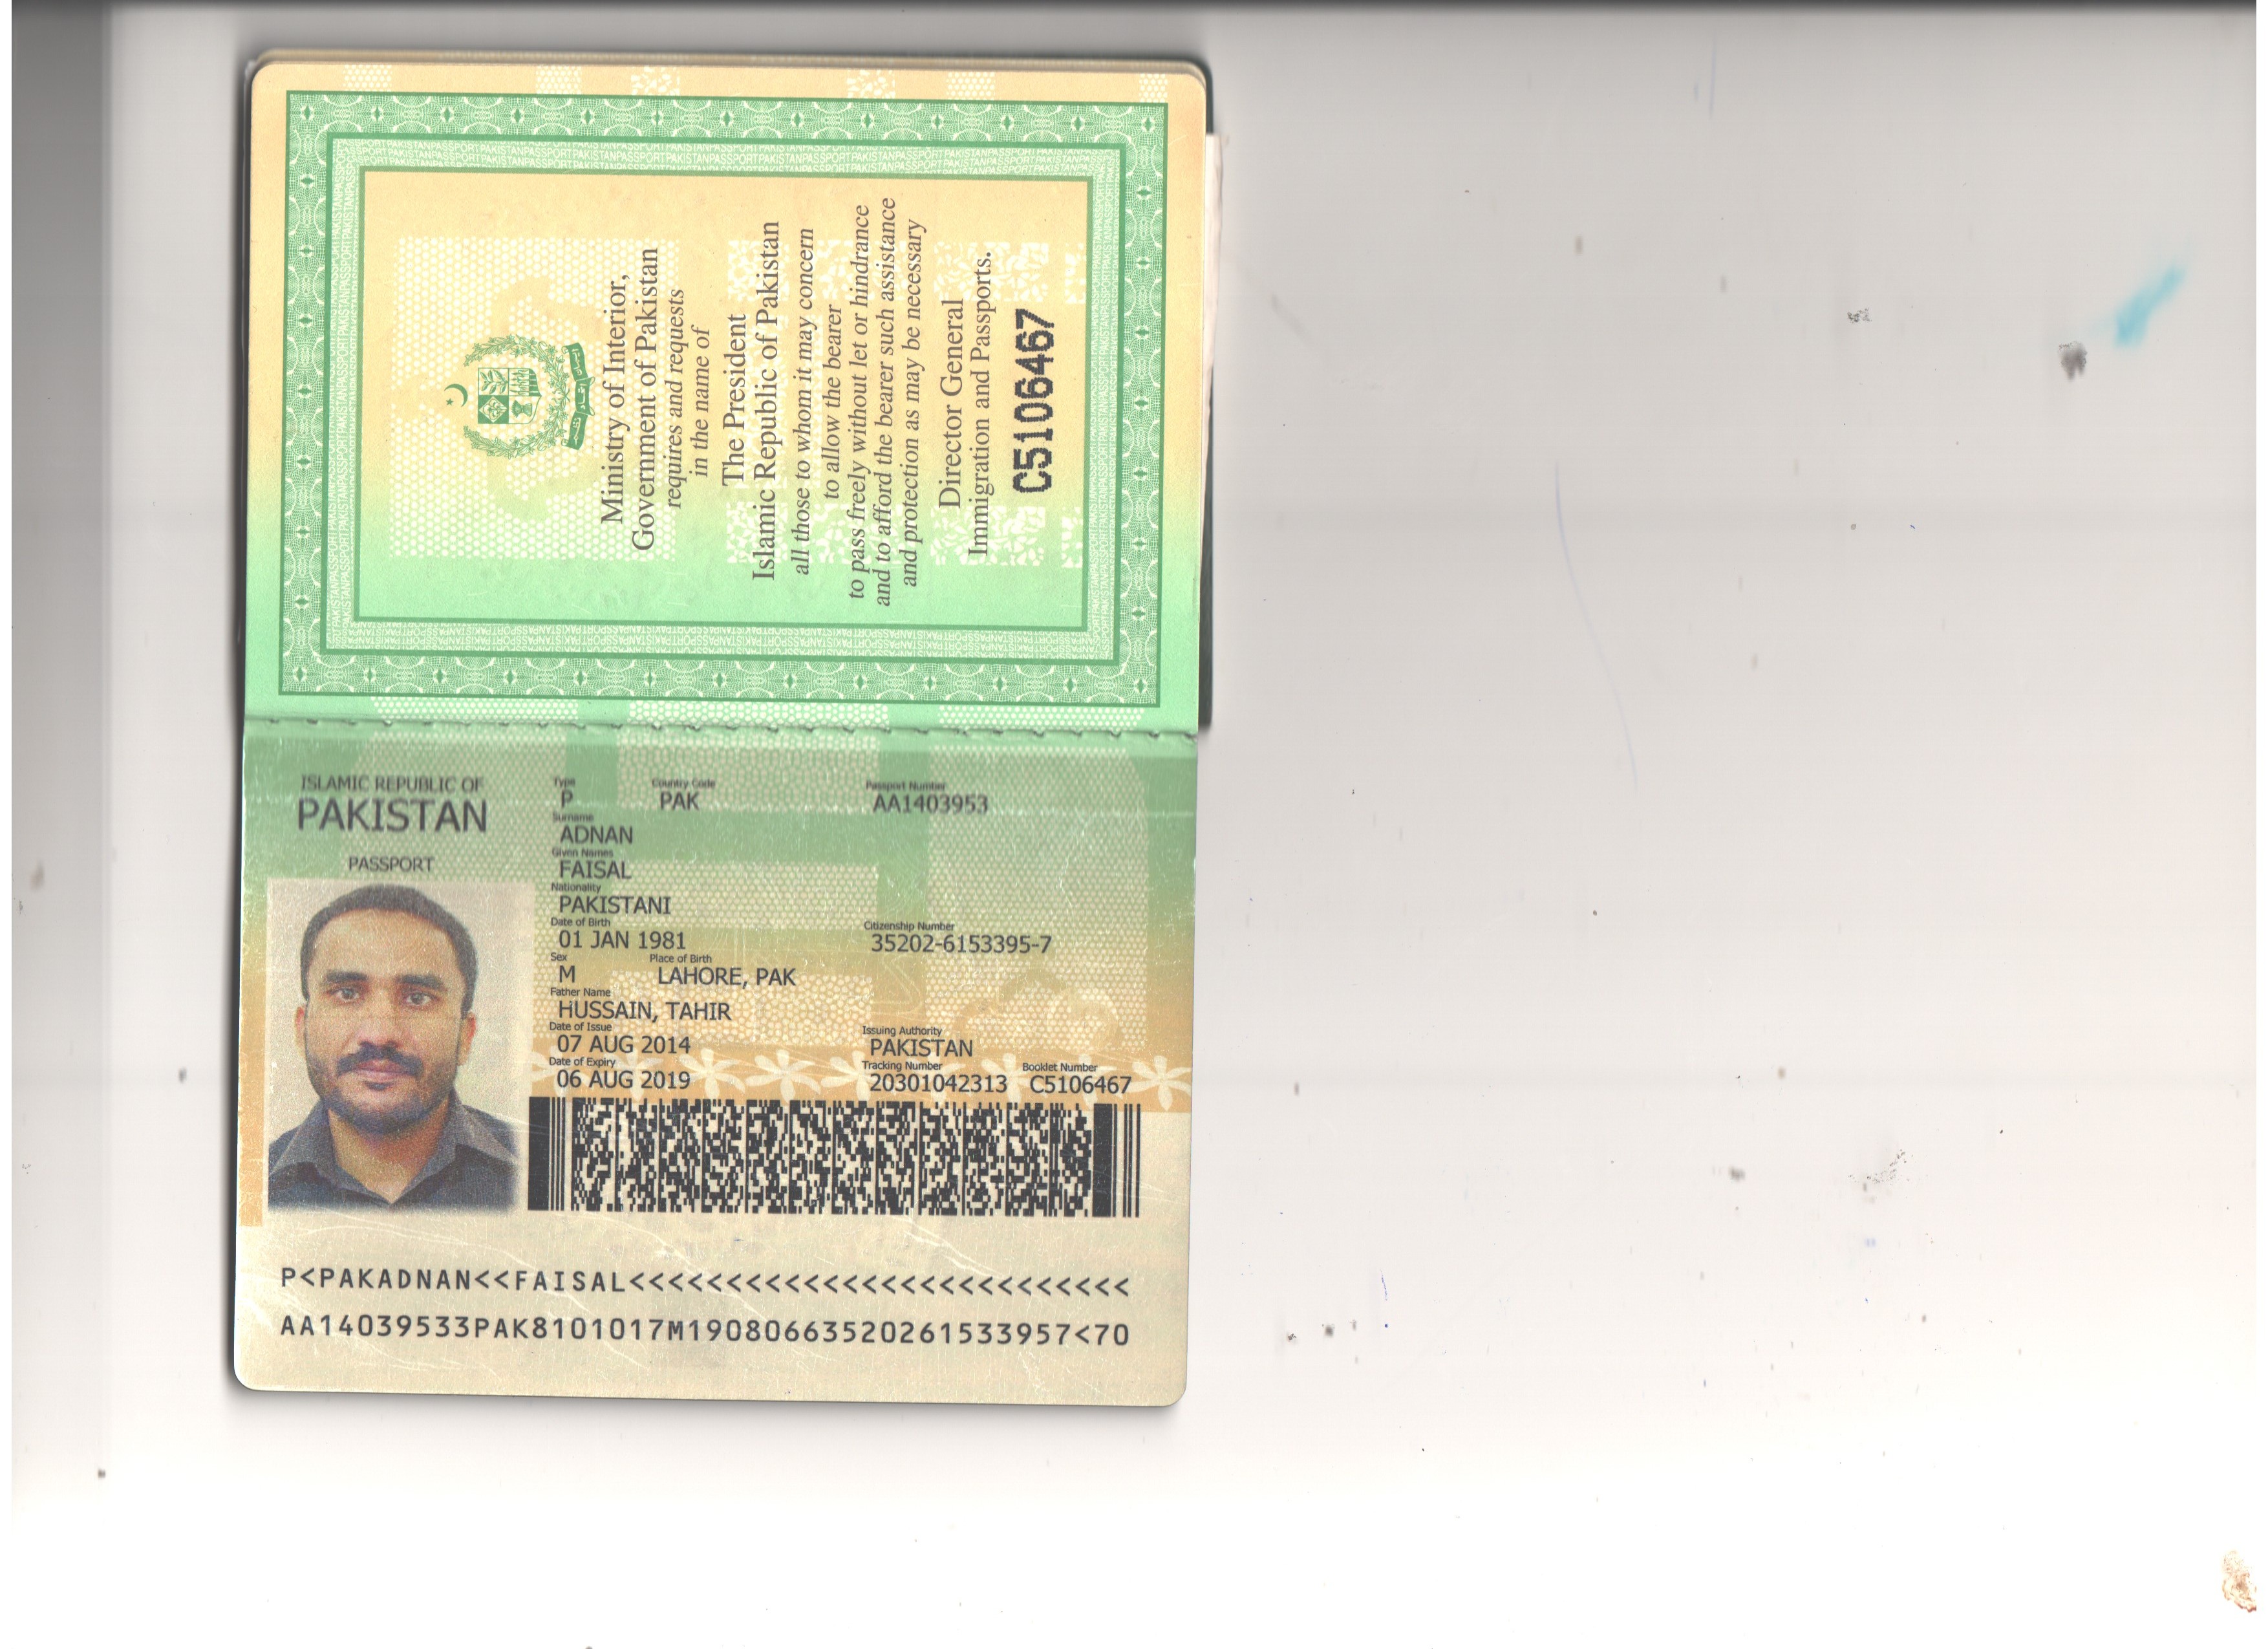 Ministry of Interior,
Government of Pakistan
requires and requests
in the name of
The President
Islamic Republic of Pakistan
all those to whom it may concern
to allow the bearer
to pass freely without let or hindrance
and to afford the bearer such assistance
and protection as may be necessary
Director General
Immigration and Passports.
C5106467
ISLAMIC REPUBLIC OF
PAKISTAN
PASSPORT
Type Country Code Passport Number
P PAK AA1403953
Surname
ADNAN
Given Names
FAISAL
Nationality
PAKISTANI
Date of Birth Citizenship Number
01 JAN 1981 35202-6153395-7
Sex Place of Birth
M LAHORE, PAK
Father Name
HUSSAIN, TAHIR
Date of Issue Issuing Authority
07 AUG 2014 PAKISTAN
Date of Expiry Tracking Number Booklet Number
06 AUG 2019 20301042313 C5106467
P<PAKADNAN<<FAISAL<<<<<<<<<<<<<<<<<<<<<<<<<<
AA14039533PAK8101017M1908066352026153​3957<70